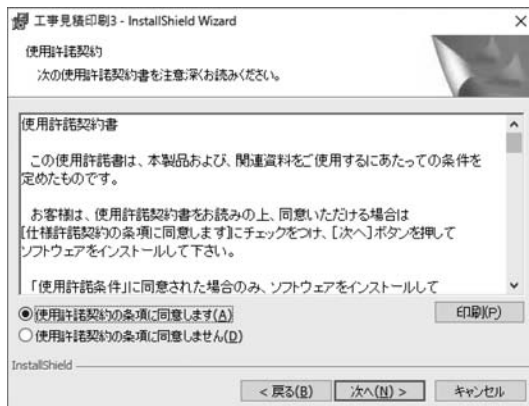 工事見積印刷3 - InstallShield Wizard
使用許諾契約
次の使用許諾契約書を注意深くお読みください。
使用許諾契約書
この使用許諾書は、本製品および、関連資料をご使用するにあたっての条件を
定めたものです。
お客様は、使用許諾契約書をお読みの上、同意いただける場合は
[仕様許諾契約の条項に同意します]にチェックをつけ、[次へ]ボタンを押して
ソフトウェアをインストールして下さい。
「使用許諾条件」に同意された場合のみ、ソフトウェアをインストールして
使用許諾契約の条項に同意します(A)
印刷(P)
使用許諾契約の条項に同意しません(D)
InstallShield
< 戻る(B)
次へ(N) >
キャンセル